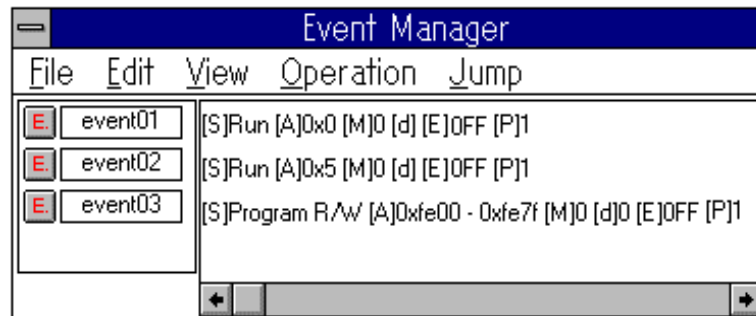 Event Manager
File Edit View Operation Jump
E. event01 [S]Run [A]0x0 [M]0 [d] [E]0FF [P]1
E. event02 [S]Run [A]0x5 [M]0 [d] [E]0FF [P]1
E. event03 [S]Program R/W [A]0xfe00 - 0xfe7f [M]0 [d]0 [E]0FF [P]1